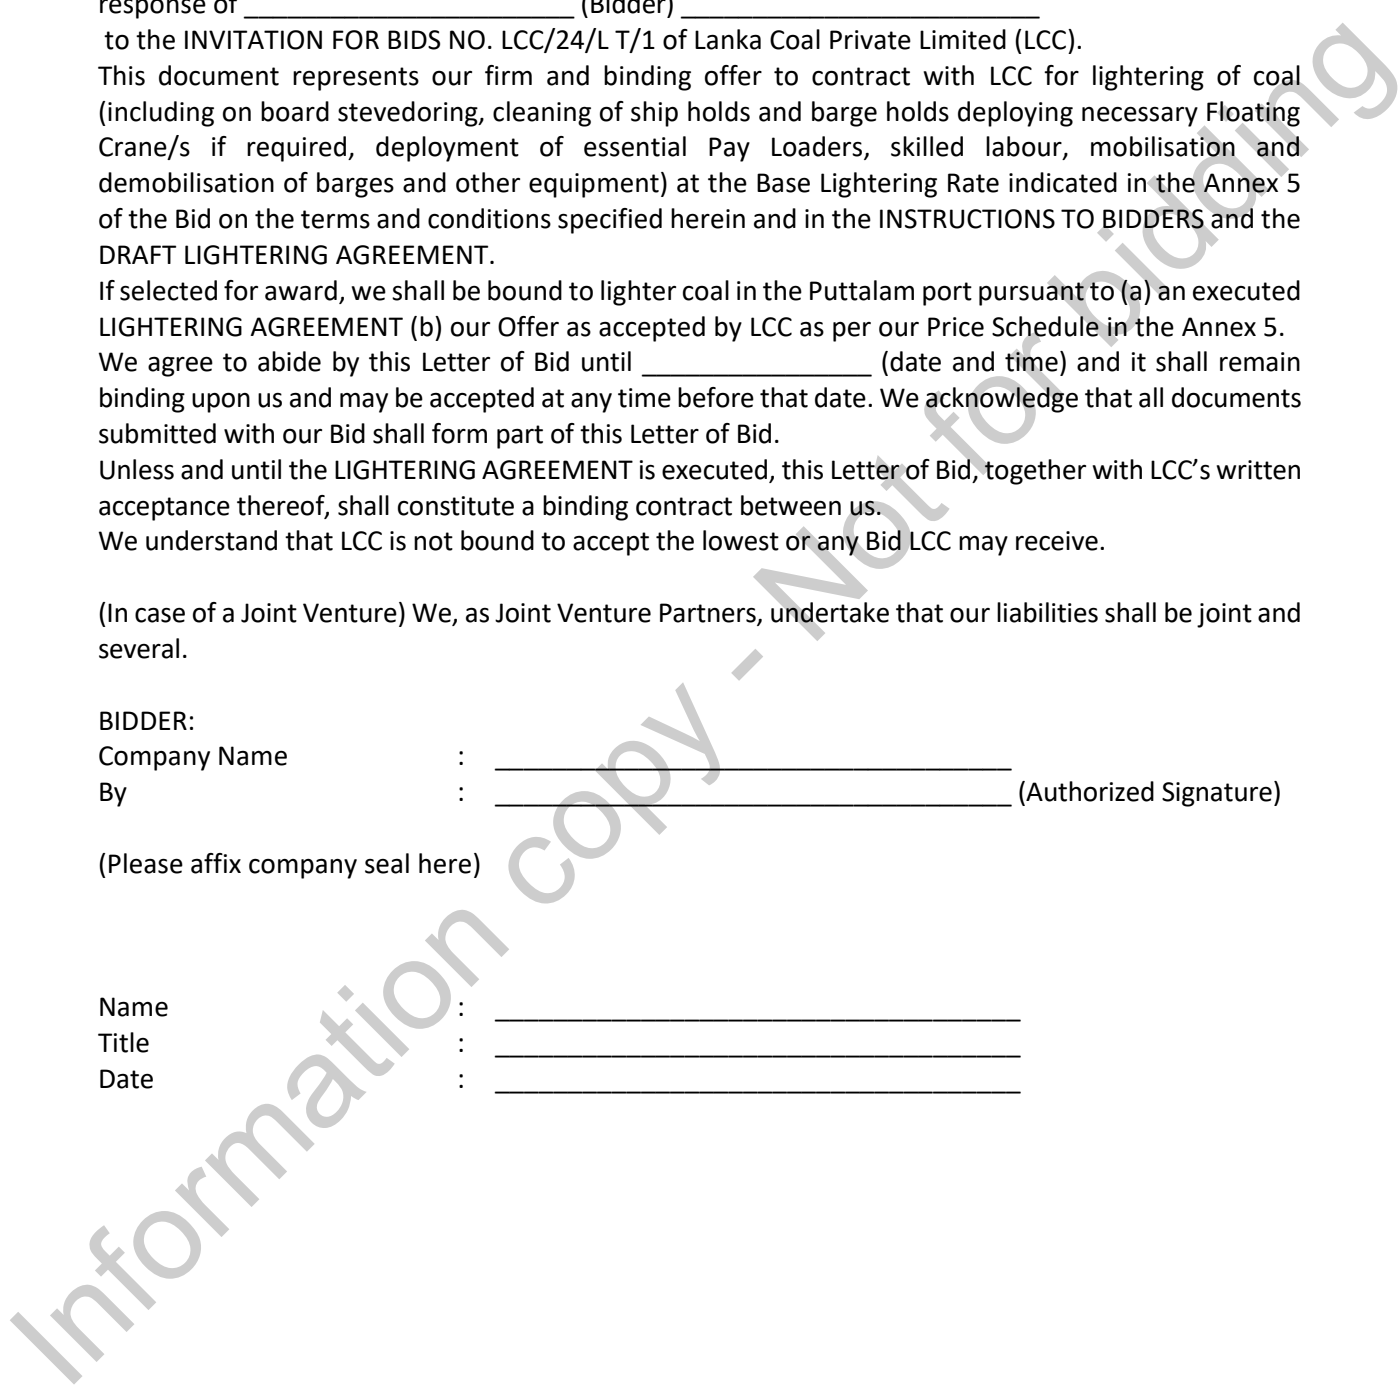 response of _______________________ (Bidder) _________________________
to the INVITATION FOR BIDS NO. LCC/24/L T/1 of Lanka Coal Private Limited (LCC).
This document represents our firm and binding offer to contract with LCC for lightering of coal
(including on board stevedoring, cleaning of ship holds and barge holds deploying necessary Floating
Crane/s if required, deployment of essential Pay Loaders, skilled labour, mobilisation and
demobilisation of barges and other equipment) at the Base Lightering Rate indicated in the Annex 5
of the Bid on the terms and conditions specified herein and in the INSTRUCTIONS TO BIDDERS and the
DRAFT LIGHTERING AGREEMENT.
If selected for award, we shall be bound to lighter coal in the Puttalam port pursuant to (a) an executed
LIGHTERING AGREEMENT (b) our Offer as accepted by LCC as per our Price Schedule in the Annex 5.
We agree to abide by this Letter of Bid until ________________ (date and time) and it shall remain
binding upon us and may be accepted at any time before that date. We acknowledge that all documents
submitted with our Bid shall form part of this Letter of Bid.
Unless and until the LIGHTERING AGREEMENT is executed, this Letter of Bid, together with LCC’s written
acceptance thereof, shall constitute a binding contract between us.
We understand that LCC is not bound to accept the lowest or any Bid LCC may receive.
(In case of a Joint Venture) We, as Joint Venture Partners, undertake that our liabilities shall be joint and
several.
BIDDER:
Company Name : ____________________________________
By : ____________________________________ (Authorized Signature)
(Please affix company seal here)
Name : _____________________________________
Title : _____________________________________
Date : _____________________________________
Information copy - Not for bidding